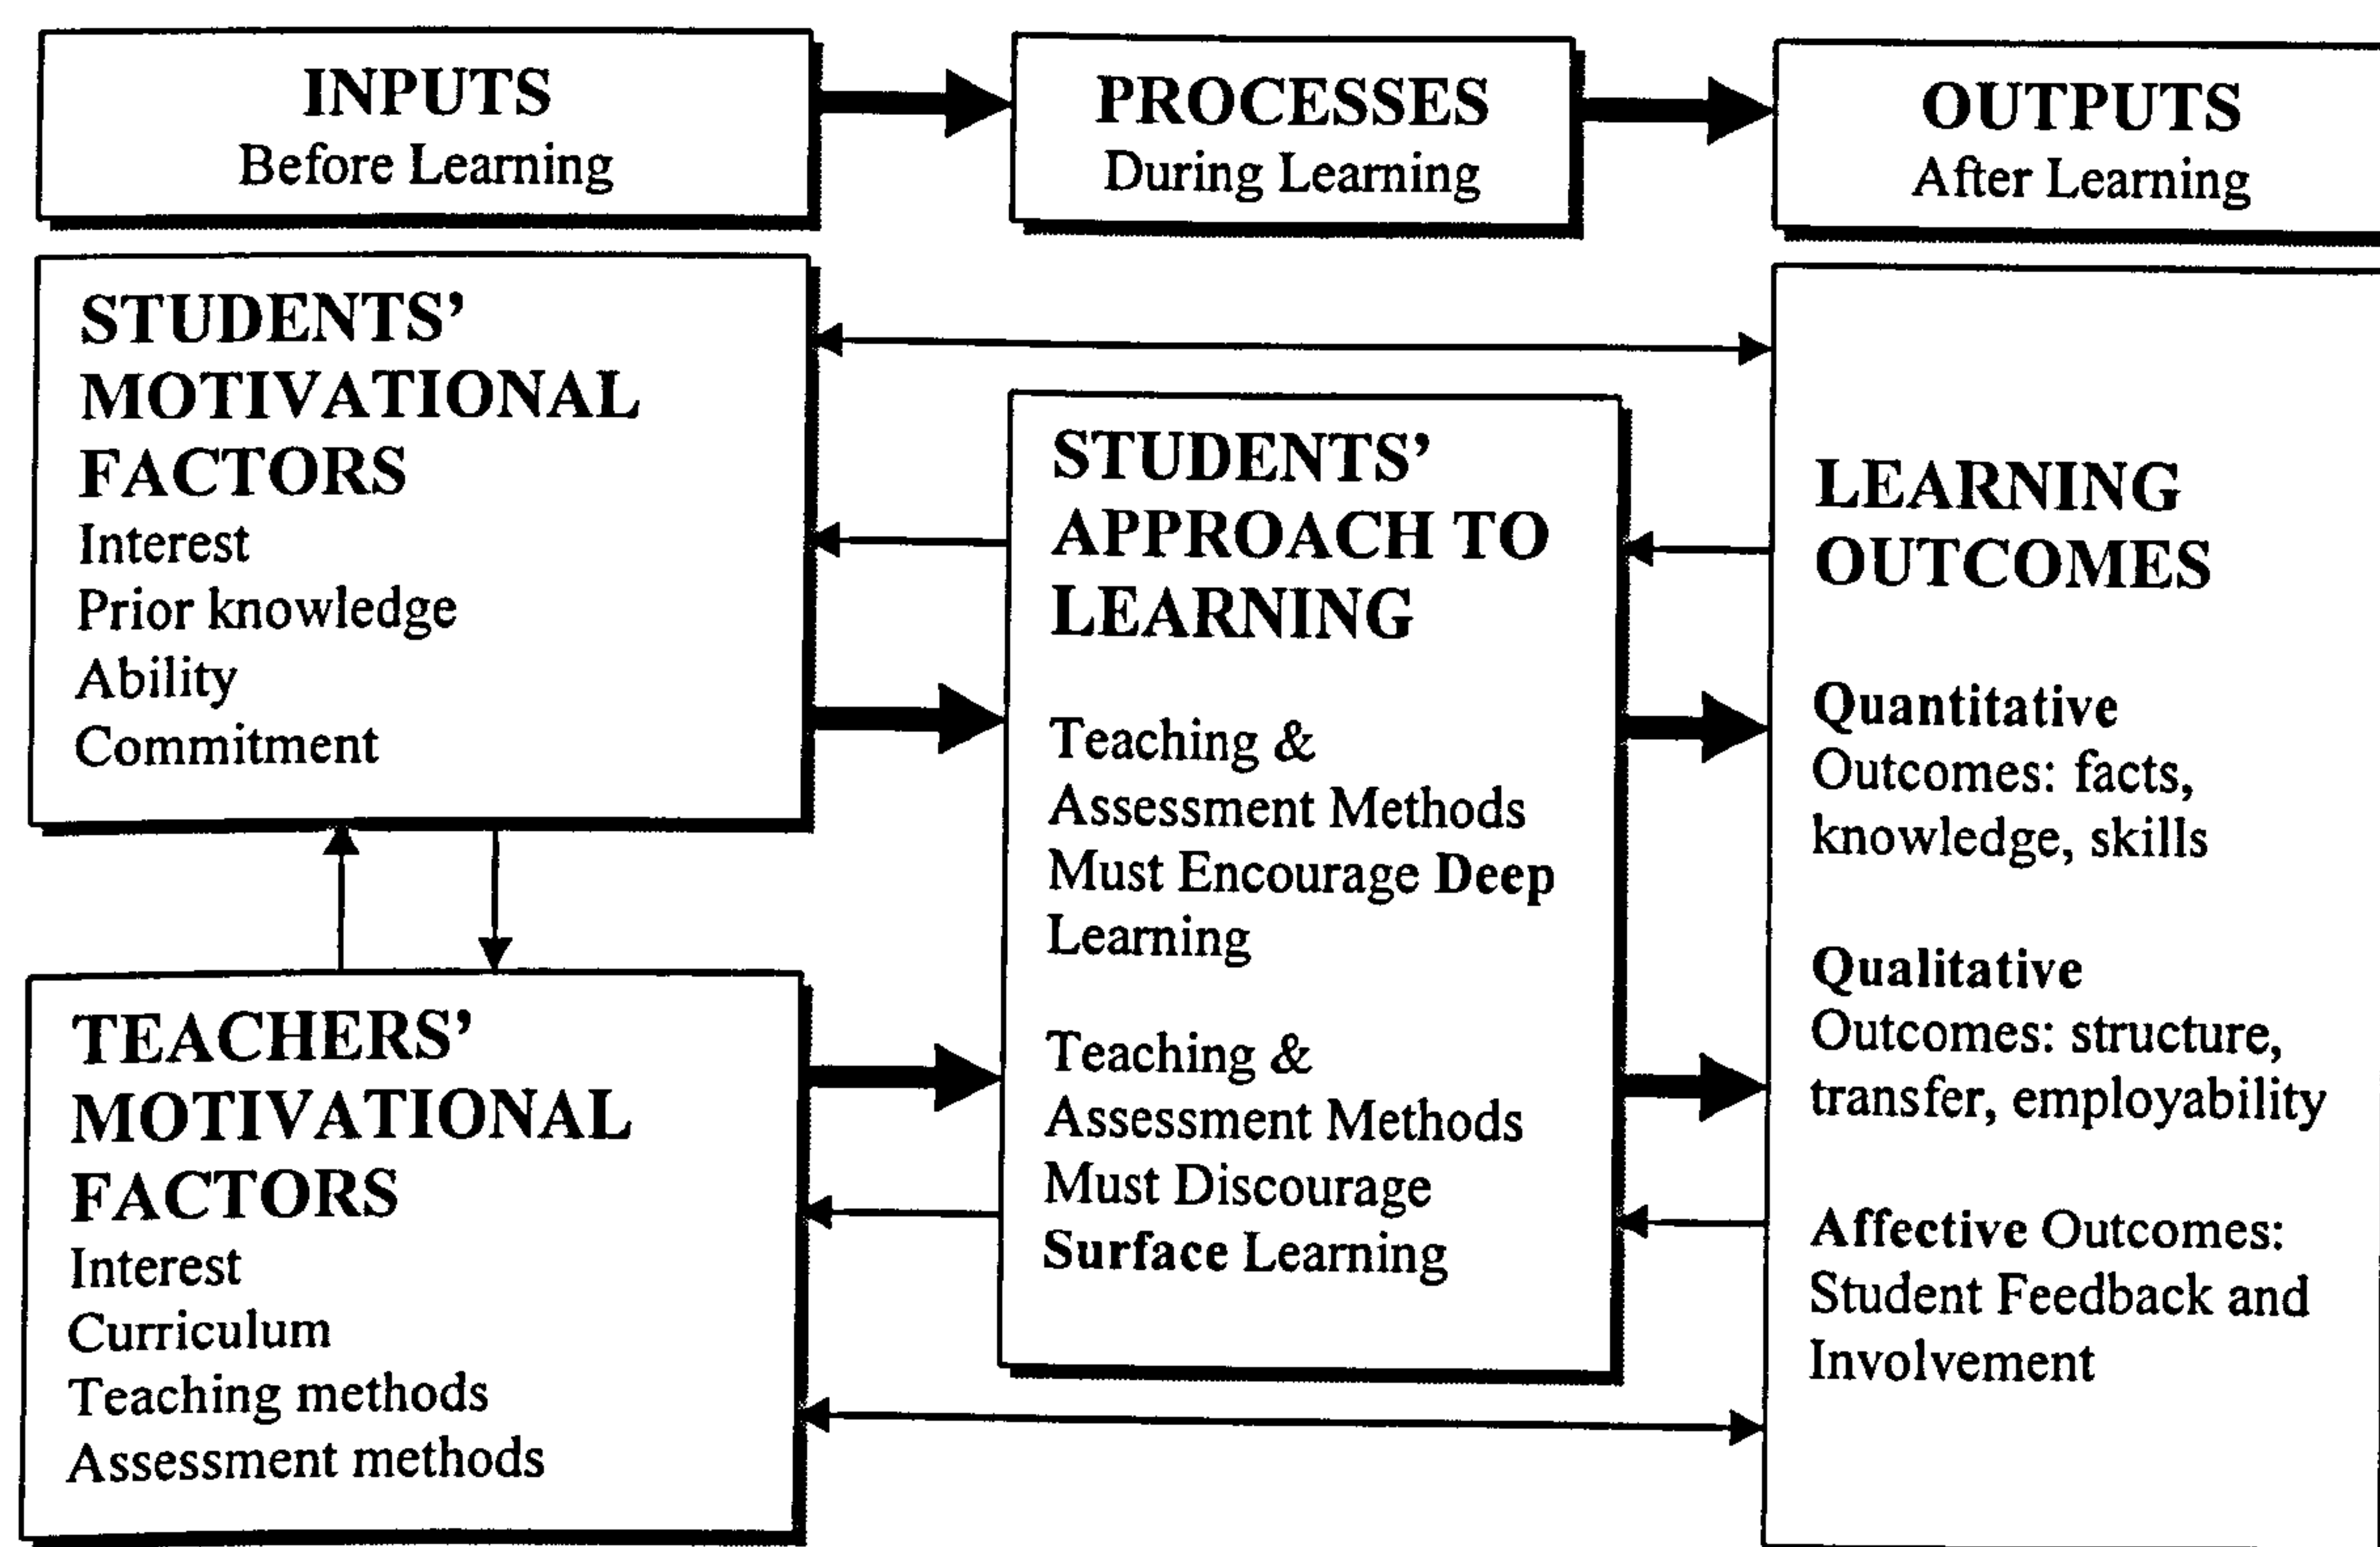 INPUTS
Before Learning
PROCESSES
During Learning
OUTPUTS
After Learning
STUDENTS’
MOTIVATIONAL
FACTORS
Interest
Prior knowledge
Ability
Commitment
TEACHERS’
MOTIVATIONAL
FACTORS
Interest
Curriculum
Teaching methods
Assessment methods
STUDENTS’
APPROACH TO
LEARNING
Teaching &
Assessment Methods
Must Encourage Deep
Learning
Teaching &
Assessment Methods
Must Discourage
Surface Learning
LEARNING
OUTCOMES
Quantitative
Outcomes: facts,
knowledge, skills
Qualitative
Outcomes: structure,
transfer, employability
Affective Outcomes:
Student Feedback and
Involvement